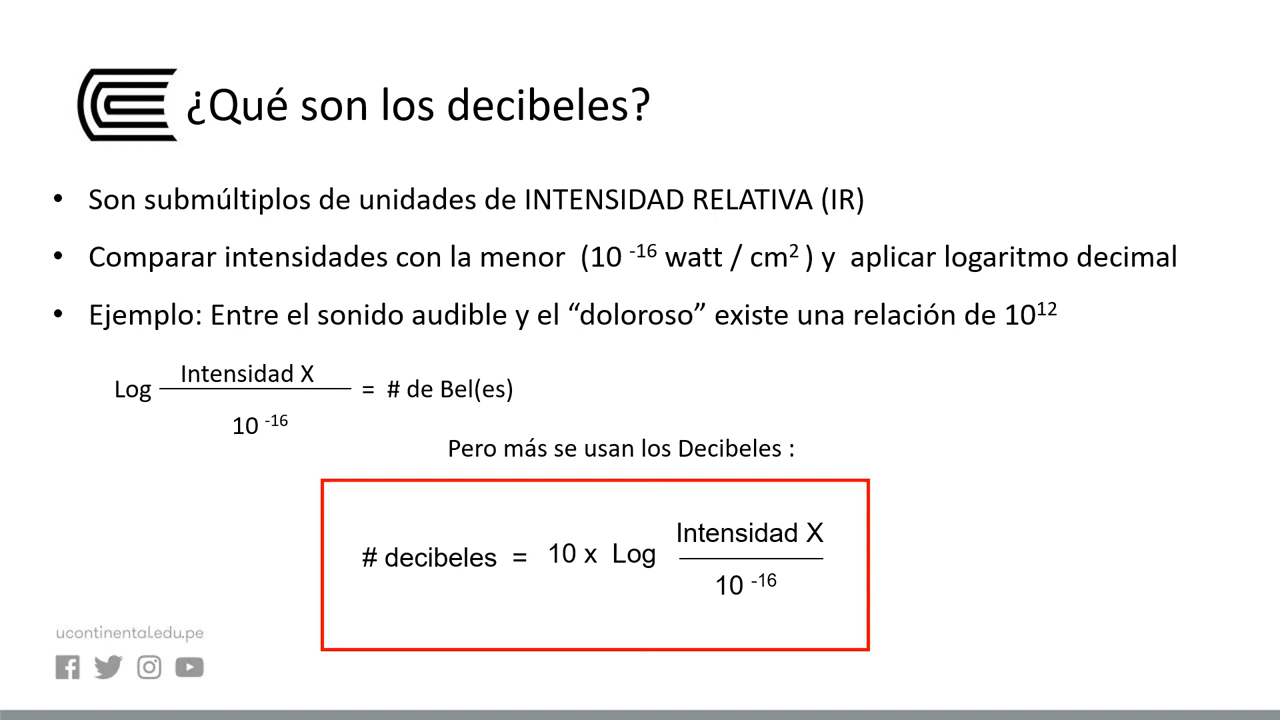 ¿Qué son los decibeles?
• Son submúltiplos de unidades de INTENSIDAD RELATIVA (IR)
• Comparar intensidades con la menor (10 -16 watt / cm2 ) y aplicar logaritmo decimal
• Ejemplo: Entre el sonido audible y el “doloroso” existe una relación de 10^12
Intensidad X
Log = # de Bel(es)
10 -16
Pero más se usan los Decibeles :
Intensidad X
# decibeles = 10 x Log
10 -16
ucontinental.edu.pe